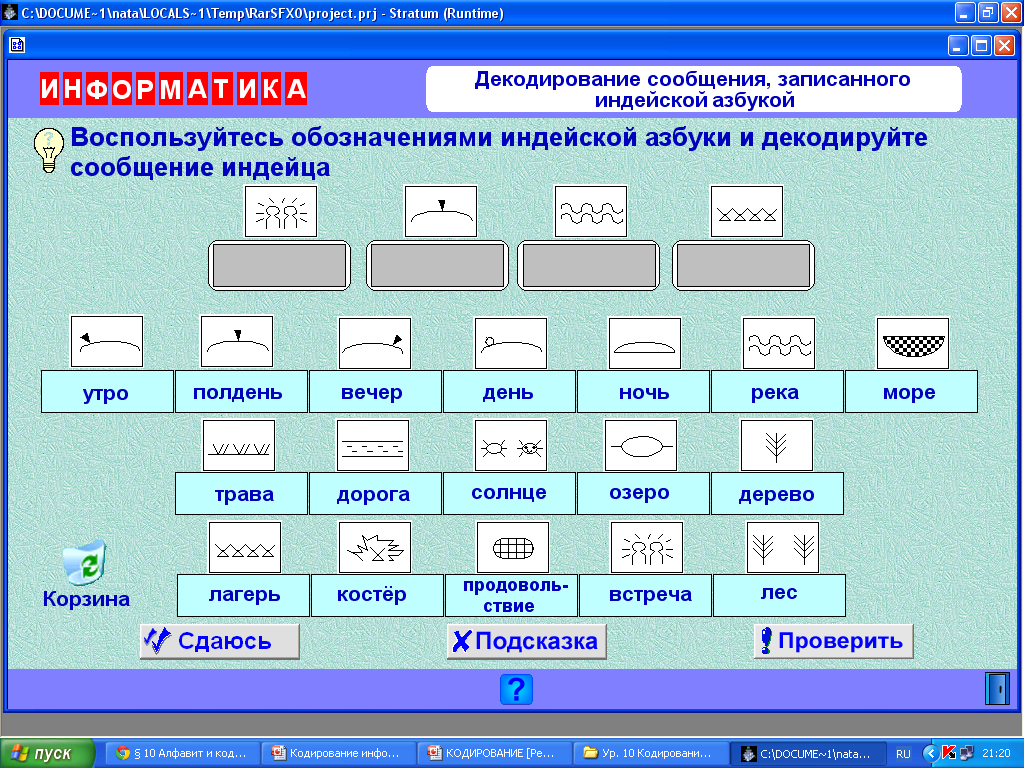 C:\DOCUME~1\nata\LOCALS~1\Temp\RarSFX0\project.prj - Stratum (Runtime)
ИНФОРМАТИКА
Декодирование сообщения, записанного
индейской азбукой
Воспользуйтесь обозначениями индейской азбуки и декодируйте
сообщение индейца
утро полдень вечер день ночь река море
трава дорога солнце озеро дерево
лагерь костёр продоволь-
ствие встреча лес
Корзина
Сдаюсь Подсказка Проверить
?
пуск § 10 Алфавит и код... Кодирование инфо... КОДИРОВАНИЕ [Ре... Ур. 10 Кодировани... C:\DOCUME~1\nata... RU 21:20